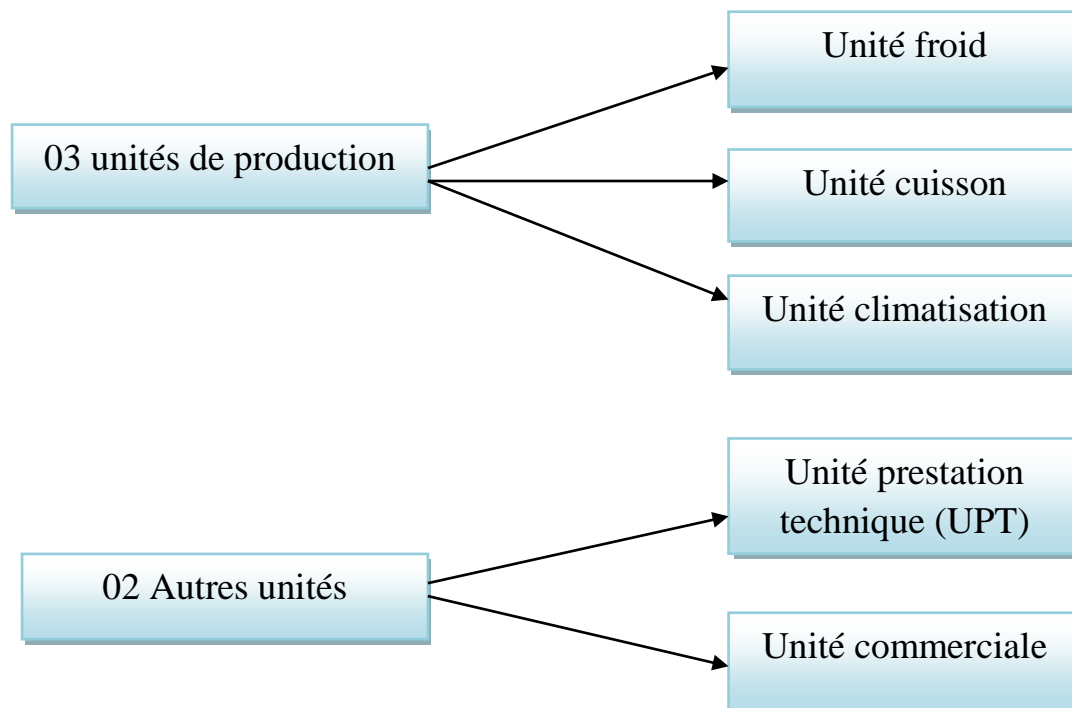 03 unités de production
Unité froid
Unité cuisson
Unité climatisation
02 Autres unités
Unité prestation
technique (UPT)
Unité commerciale